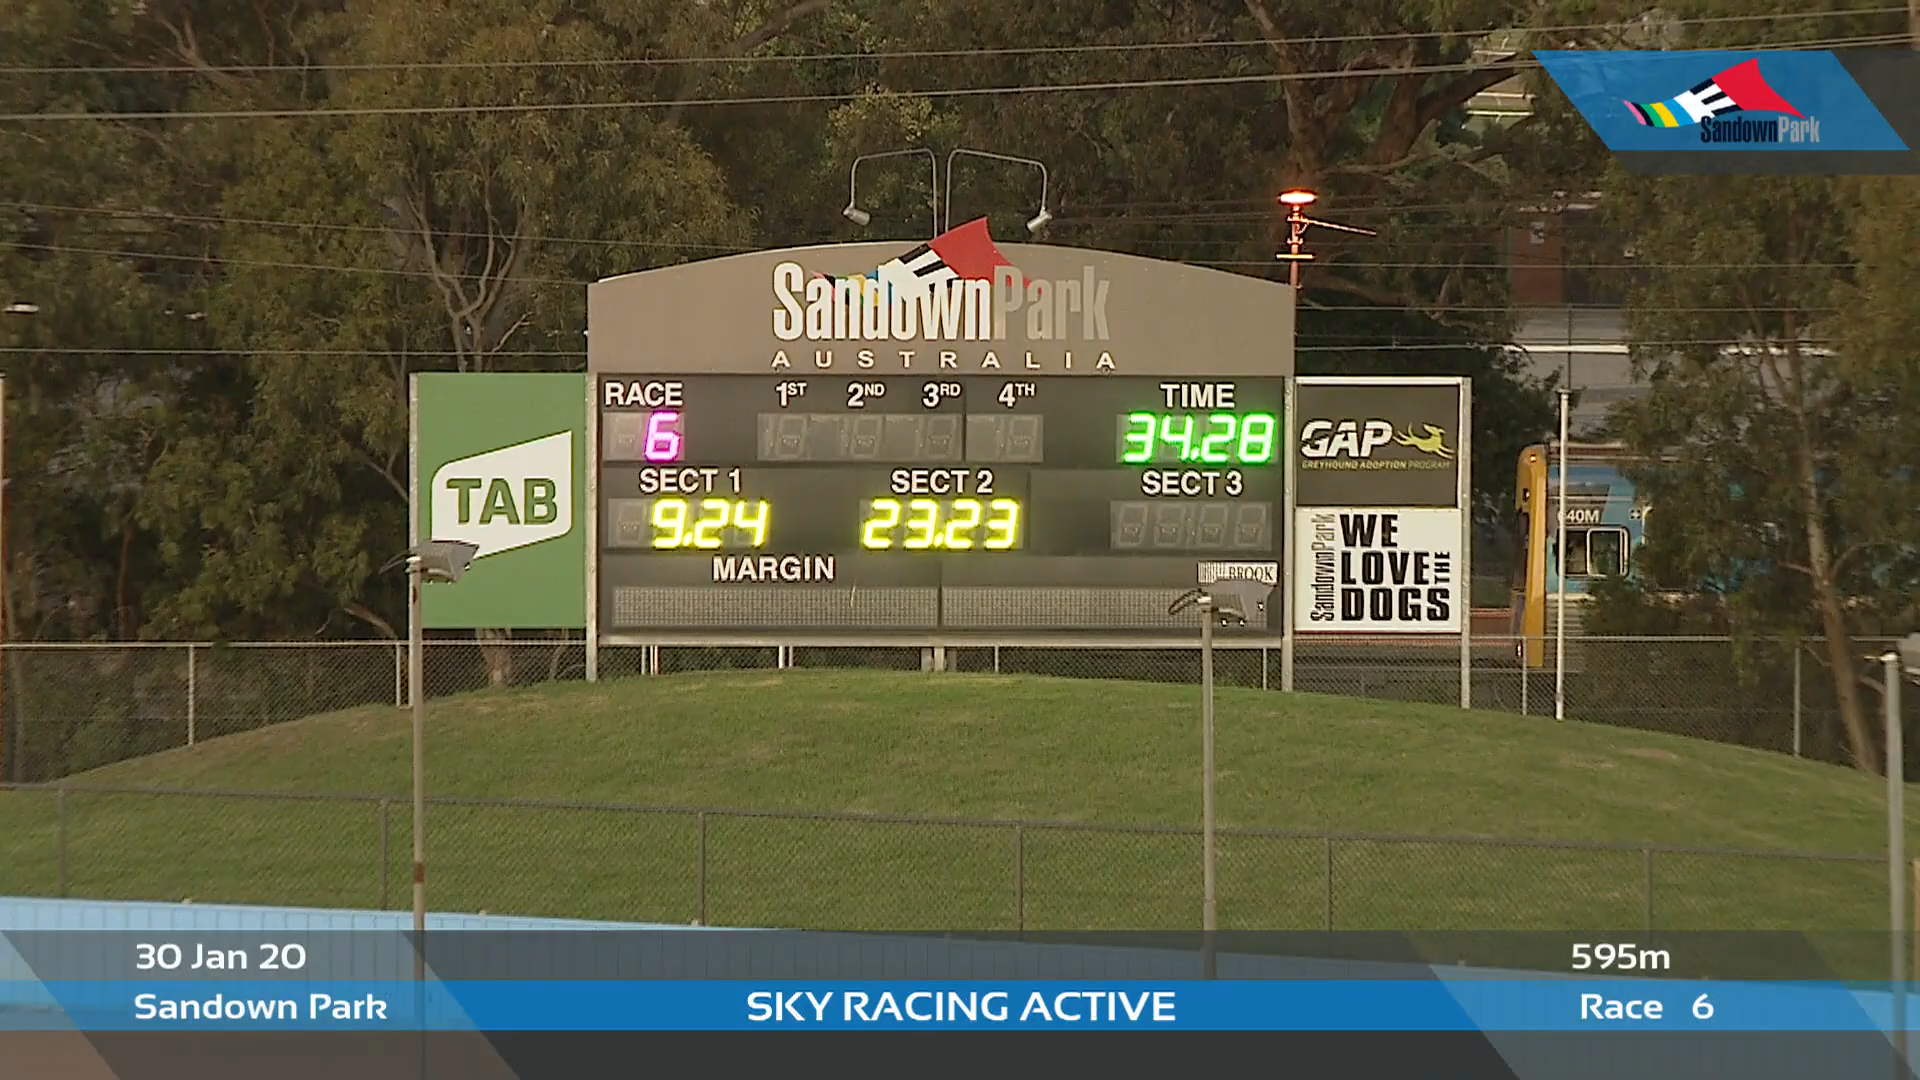 SandownPark
SandownPark
AUSTRALIA
RACE 1ST 2ND 3RD 4TH TIME
6 34.28
SECT 1 SECT 2 SECT 3
9.24 23.23
MARGIN
BROOK
TAB
GAP
GREYHOUND ADOPTION PROGRAM
SandownPark
WE
LOVE THE
DOGS
640M
30 Jan 20
595m
Sandown Park
SKY RACING ACTIVE
Race 6